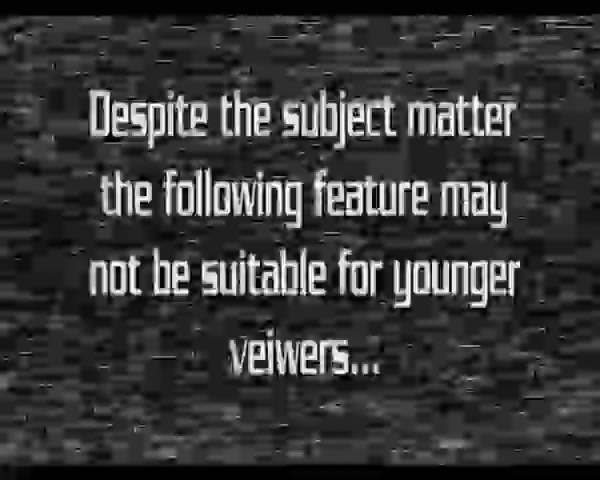 Despite the subject matter
the following feature may
not be suitable for younger
veiwers...